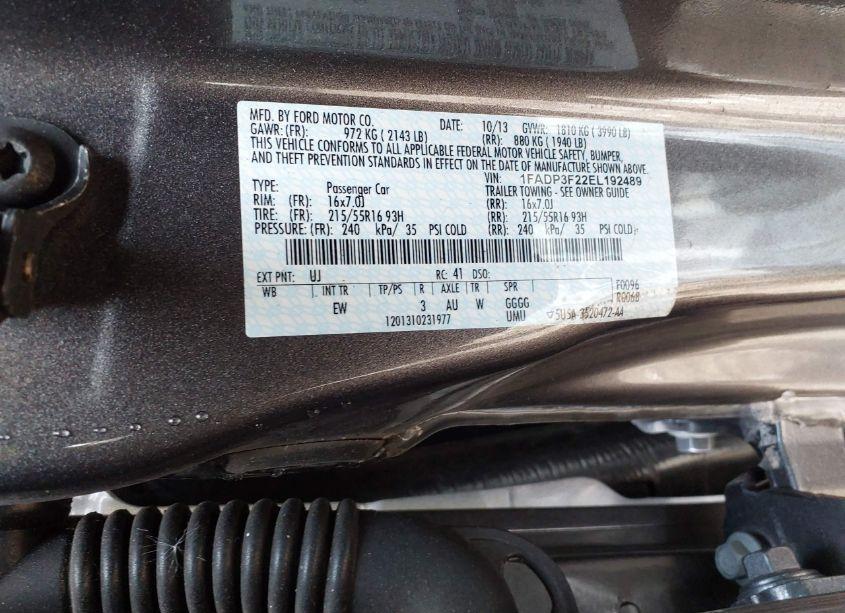 MFD. BY FORD MOTOR CO. DATE: 10/13 GVWR: 1810 KG ( 3990 LB)
GAWR: (FR): 972 KG ( 2143 LB) (RR): 880 KG ( 1940 LB)
THIS VEHICLE CONFORMS TO ALL APPLICABLE FEDERAL MOTOR VEHICLE SAFETY, BUMPER,
AND THEFT PREVENTION STANDARDS IN EFFECT ON THE DATE OF MANUFACTURE SHOWN ABOVE.
VIN: 1FADP3F22EL192489
TYPE: Passenger Car TRAILER TOWING - SEE OWNER GUIDE
RIM: (FR): 16x7.0J (RR): 16x7.0J
TIRE: (FR): 215/55R16 93H (RR): 215/55R16 93H
PRESSURE: (FR): 240 kPa/ 35 PSI COLD (RR): 240 kPa/ 35 PSI COLD
EXT PNT: UJ RC: 41 DSO: F0096
WB INT TR TP/PS R AXLE TR SPR R0068
EW 3 AU W GGGG
1201310231977 UMU 5U5A-3520472-AA